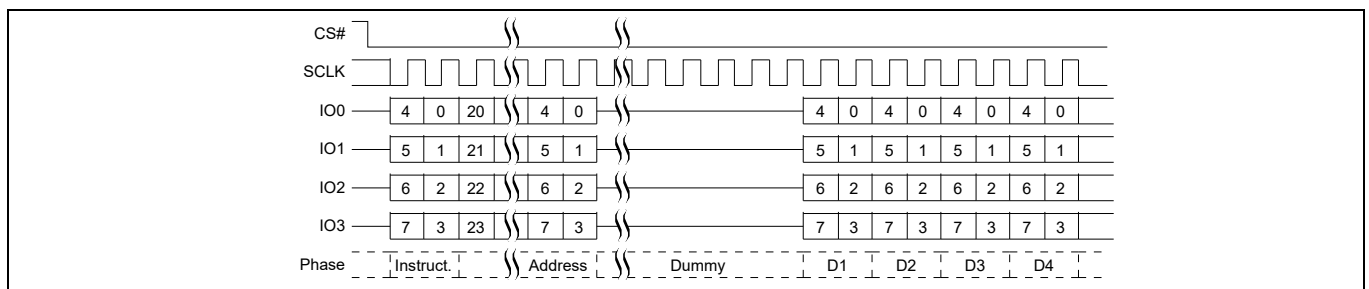 CS#
SCLK
IO0 4 0 20 4 0 4 0 4 0 4 0 4 0
IO1 5 1 21 5 1 5 1 5 1 5 1 5 1
IO2 6 2 22 6 2 6 2 6 2 6 2 6 2
IO3 7 3 23 7 3 7 3 7 3 7 3 7 3
Phase Instruct. Address Dummy D1 D2 D3 D4